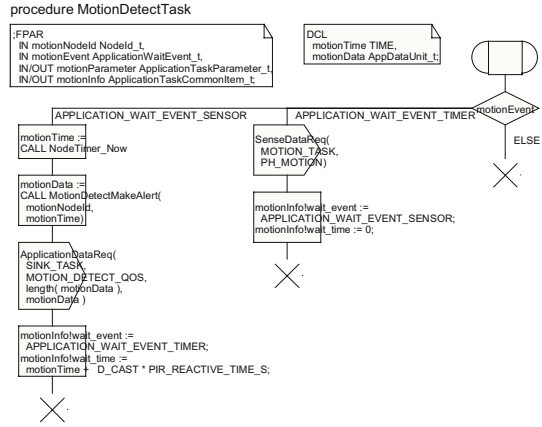 procedure MotionDetectTask
;FPAR
IN motionNodeId NodeId_t,
IN motionEvent ApplicationWaitEvent_t,
IN/OUT motionParameter ApplicationTaskParameter_t,
IN/OUT motionInfo ApplicationTaskCommonItem_t;
DCL
motionTime TIME,
motionData AppDataUnit_t;
motionEvent
APPLICATION_WAIT_EVENT_SENSOR
APPLICATION_WAIT_EVENT_TIMER
ELSE
motionTime :=
CALL NodeTimer_Now
motionData :=
CALL MotionDetectMakeAlert(
motionNodeId,
motionTime)
ApplicationDataReq(
SINK_TASK,
MOTION_DETECT_QOS,
length( motionData ),
motionData )
motionInfo!wait_event :=
APPLICATION_WAIT_EVENT_TIMER;
motionInfo!wait_time :=
motionTime + D_CAST * PIR_REACTIVE_TIME_S;
SenseDataReq(
MOTION_TASK,
PH_MOTION)
motionInfo!wait_event :=
APPLICATION_WAIT_EVENT_SENSOR;
motionInfo!wait_time := 0;